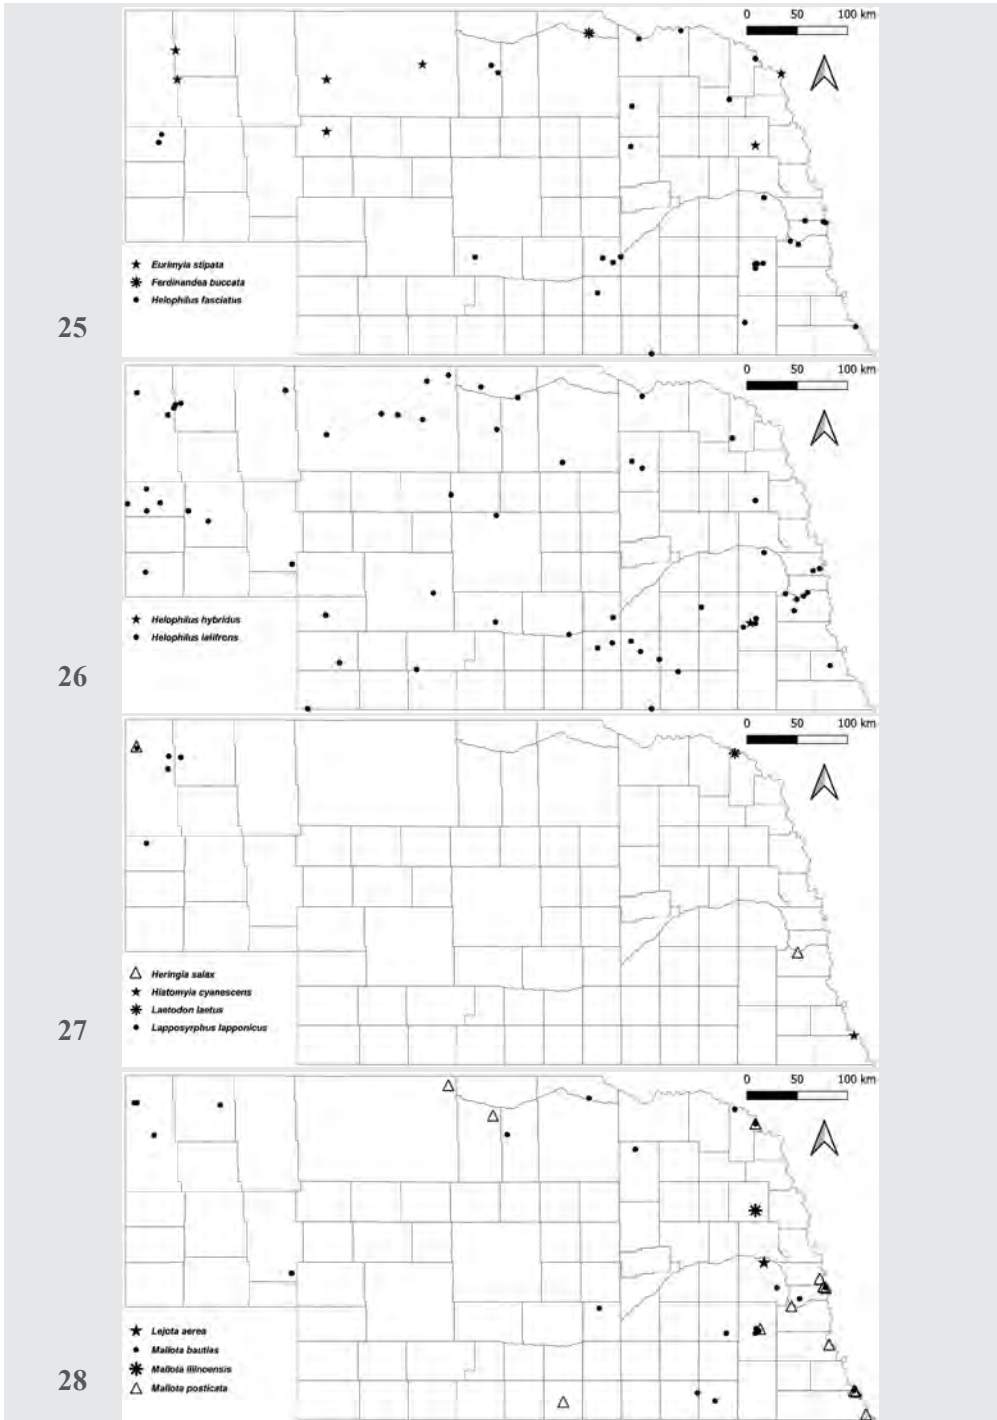 0 50 100 km
Eurimyia stipata
Ferdinandea buccata
Helophilus fasciatus
25
0 50 100 km
Helophilus hybridus
Helophilus latifrons
26
0 50 100 km
Heringia salax
Hiatomyia cyanescens
Laetodon laetus
Lapposyrphus lapponicus
27
0 50 100 km
Lejota aerea
Mallota bautias
Mallota illinoensis
Mallota posticata
28